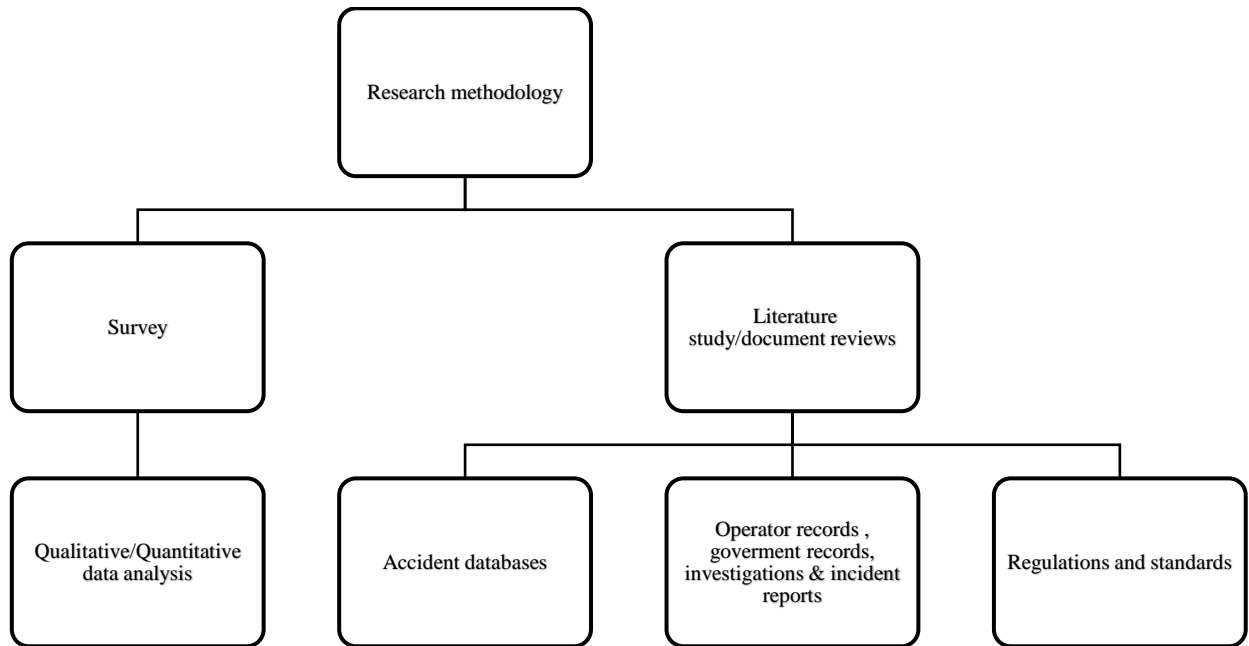 Research methodology
Survey
Literature
study/document reviews
Qualitative/Quantitative
data analysis
Accident databases
Operator records ,
goverment records,
investigations & incident
reports
Regulations and standards